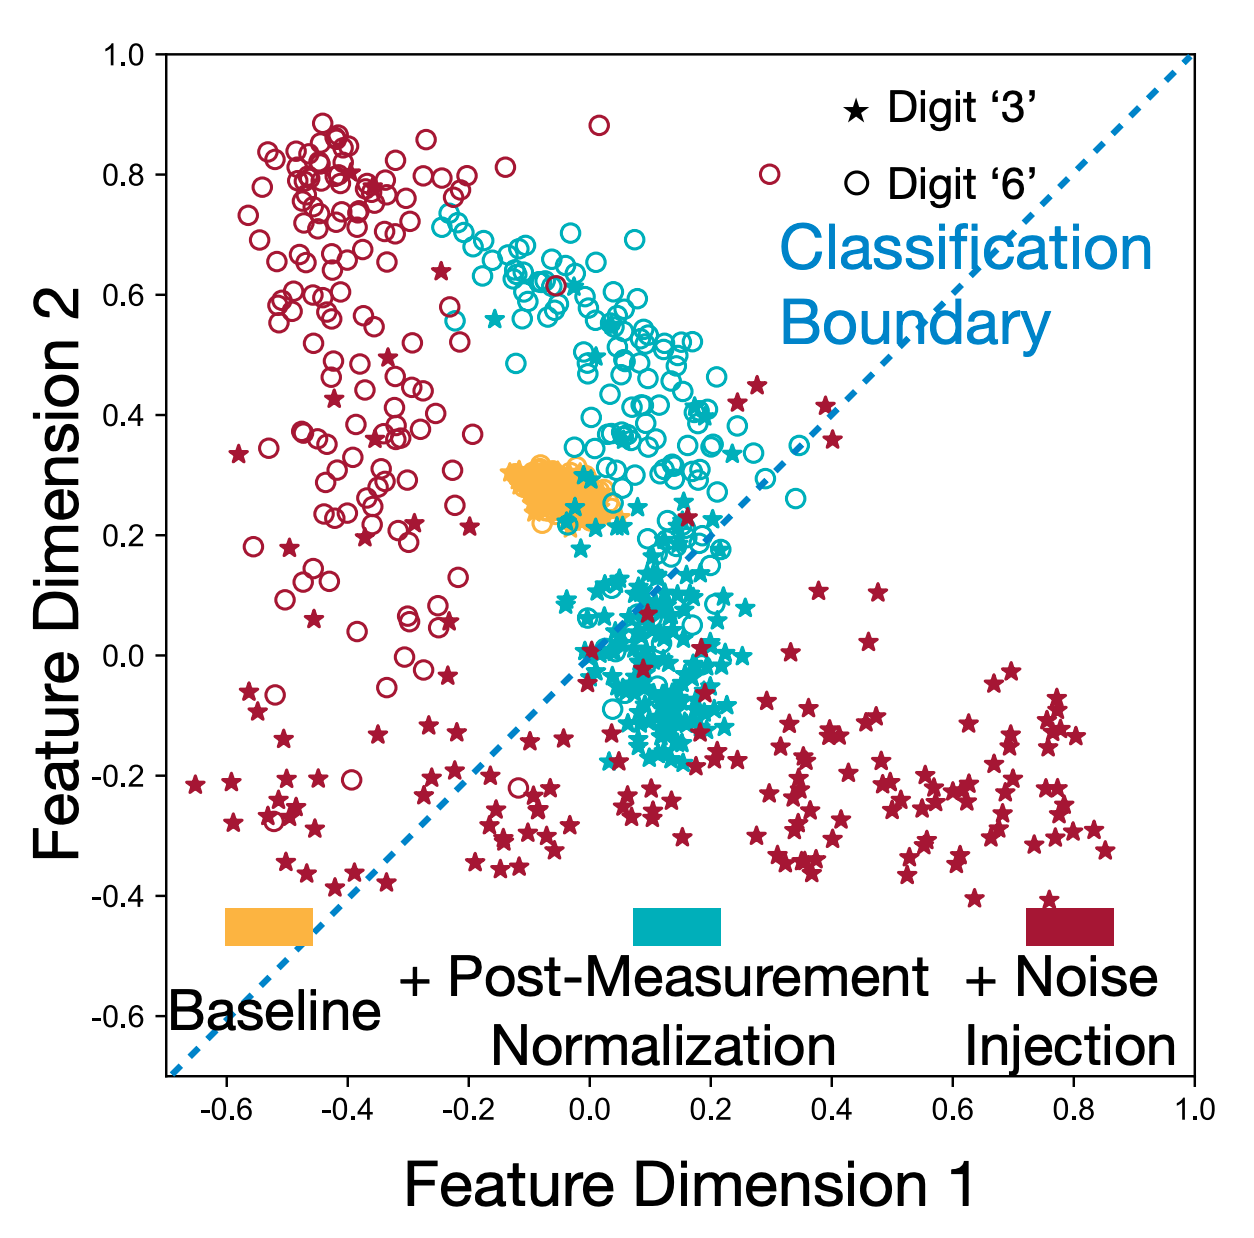 1.0
0.8
0.6
0.4
0.2
0.0
-0.2
-0.4
-0.6
Feature Dimension 2
Digit ‘3’
Digit ‘6’
Classification
Boundary
Baseline
+ Post-Measurement
Normalization
+ Noise
Injection
-0.6 -0.4 -0.2 0.0 0.2 0.4 0.6 0.8 1.0
Feature Dimension 1